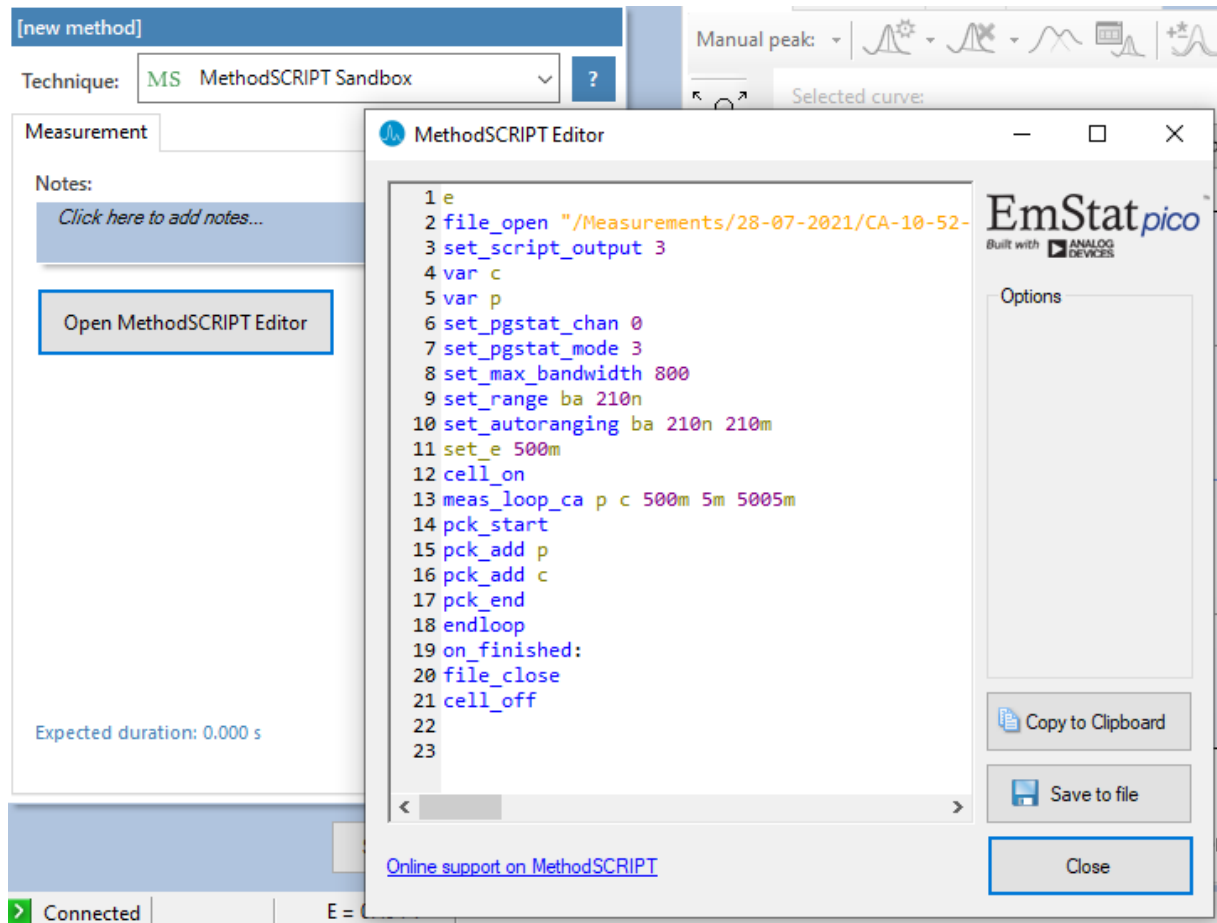 [new method]
Technique:
MS MethodSCRIPT Sandbox
?
Measurement
Notes:
Click here to add notes...
Open MethodSCRIPT Editor
Expected duration: 0.000 s
Connected
E =
Manual peak:
Selected curve:
MethodSCRIPT Editor
1 e
2 file_open "/Measurements/28-07-2021/CA-10-52-
3 set_script_output 3
4 var c
5 var p
6 set_pgstat_chan 0
7 set_pgstat_mode 3
8 set_max_bandwidth 800
9 set_range ba 210n
10 set_autoranging ba 210n 210m
11 set_e 500m
12 cell_on
13 meas_loop_ca p c 500m 5m 5005m
14 pck_start
15 pck_add p
16 pck_add c
17 pck_end
18 endloop
19 on_finished:
20 file_close
21 cell_off
22
23
EmStat pico
Built with ANALOG DEVICES
Options
Copy to Clipboard
Save to file
Online support on MethodSCRIPT
Close